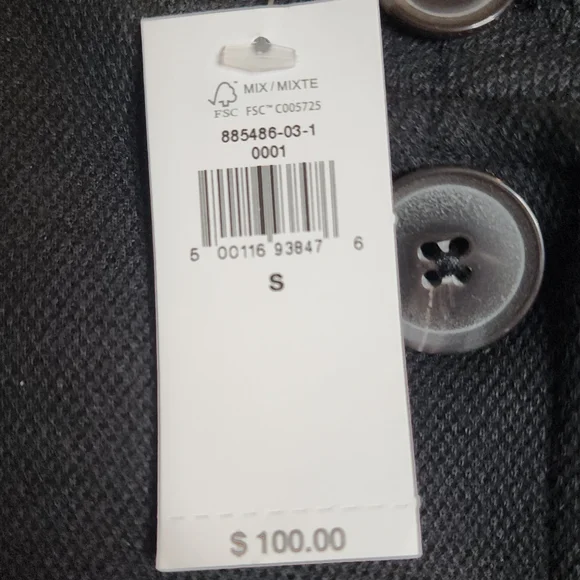 MIX / MIXTE
FSC FSC™ C005725
885486-03-1
0001
5 00116 93847 6
S
$ 100.00